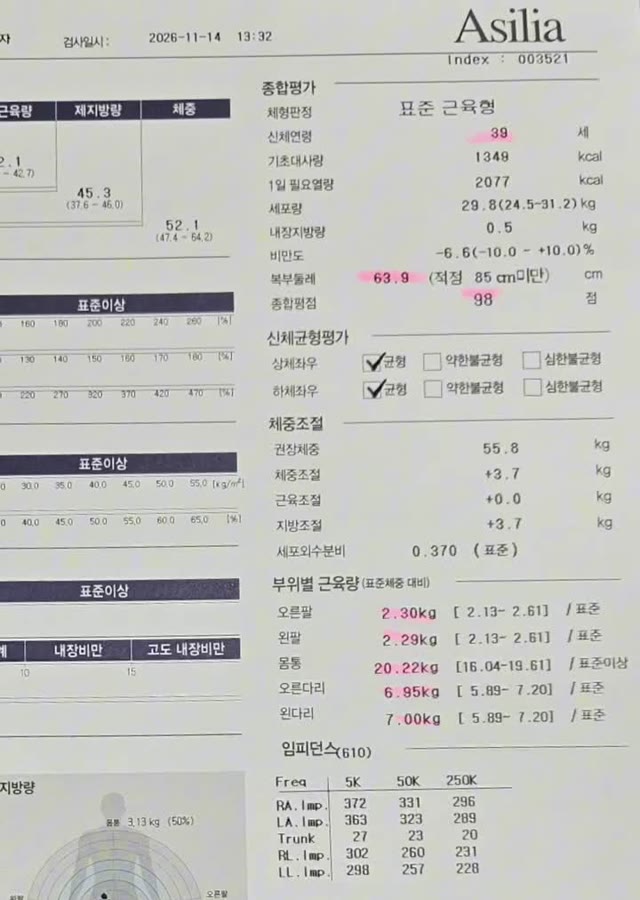 검사일시: 2026-11-14 13:32
Asilia
Index : 003521
근육량 제지방량 체중
45.3
(37.6 - 46.0)
52.1
(47.4 - 64.2)
종합평가
체형판정 표준 근육형
신체연령 39 세
기초대사량 1349 kcal
1일 필요열량 2077 kcal
세포량 29.8(24.5-31.2) kg
내장지방량 0.5 kg
비만도 -6.6(-10.0 - +10.0)%
복부둘레 63.9 (적정 85 cm미만) cm
종합평점 98 점
표준이상
160 180 200 220 240 260 [%]
130 140 150 160 170 180 [%]
220 270 320 370 420 470 [%]
신체균형평가
상체좌우 균형 약한불균형 심한불균형
하체좌우 균형 약한불균형 심한불균형
표준이상
30.0 35.0 40.0 45.0 50.0 55.0 [kg/m²]
40.0 45.0 50.0 55.0 60.0 65.0 [%]
체중조절
권장체중 55.8 kg
체중조절 +3.7 kg
근육조절 +0.0 kg
지방조절 +3.7 kg
세포외수분비 0.370 (표준)
표준이상
내장비만 고도 내장비만
10 15
부위별 근육량 (표준체중 대비)
오른팔 2.30kg [ 2.13- 2.61] / 표준
왼팔 2.29kg [ 2.13- 2.61] / 표준
몸통 20.22kg [16.04-19.61] / 표준이상
오른다리 6.95kg [ 5.89- 7.20] / 표준
왼다리 7.00kg [ 5.89- 7.20] / 표준
임피던스(610)
Freq 5K 50K 250K
RA.Imp. 372 331 296
LA.Imp. 363 323 289
Trunk 27 23 20
RL.Imp. 302 260 231
LL.Imp. 298 257 228
지방량
몸통 3.13 kg (50%)
왼팔 오른팔